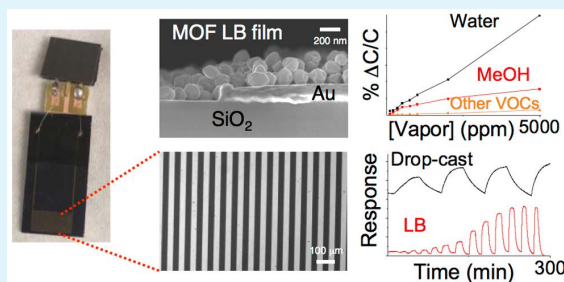 MOF LB film
200 nm
Au
SiO₂
100 µm
% ΔC/C
Water
MeOH
Other VOCs
[Vapor] (ppm)
5000
Response
Drop-cast
LB
Time (min)
300